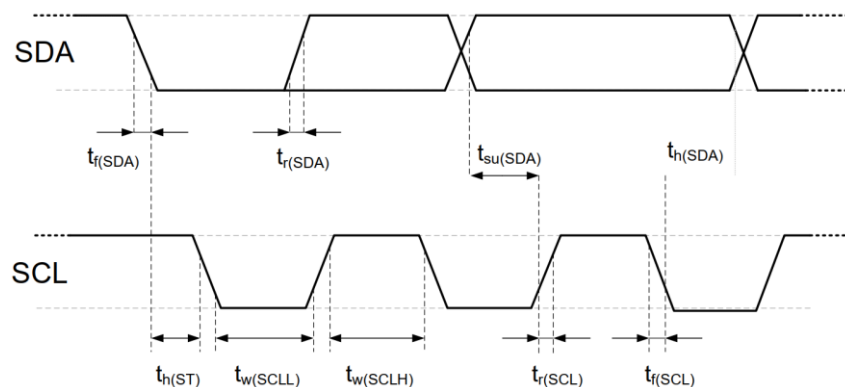 SDA
tf(SDA) tr(SDA) tsu(SDA) th(SDA)
SCL
th(ST) tw(SCLL) tw(SCLH) tr(SCL) tf(SCL)